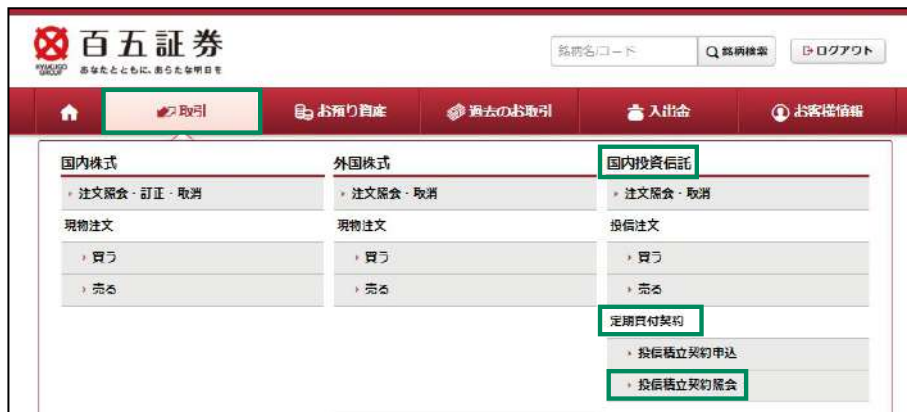 百五証券
HYAKUGO GROUP
あなたとともに、あらたな明日を
銘柄名/コード
銘柄検索
ログアウト
取引
お預り資産
過去のお取引
入出金
お客様情報
国内株式
外国株式
国内投資信託
注文照会・訂正・取消
注文照会・取消
注文照会・取消
現物注文
現物注文
投信注文
買う
買う
買う
売る
売る
売る
定期買付契約
投信積立契約申込
投信積立契約照会